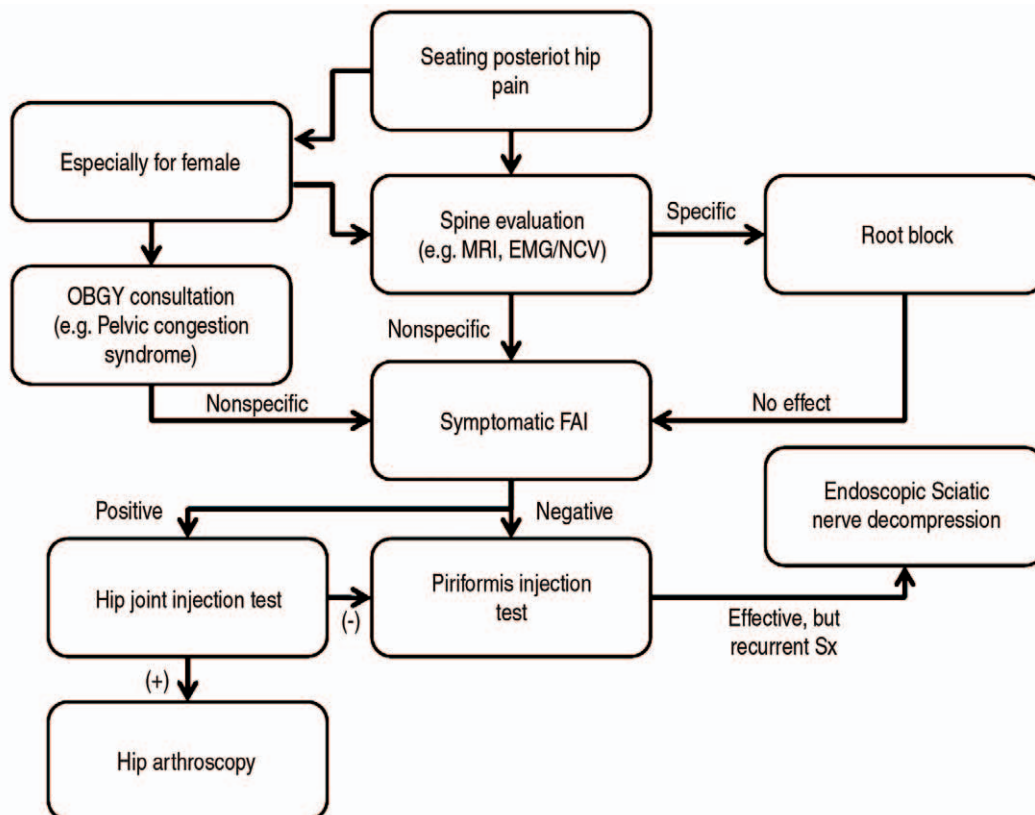 Seating posteriot hip
pain
Especially for female
Spine evaluation
(e.g. MRI, EMG/NCV)
Specific
Root block
OBGY consultation
(e.g. Pelvic congestion
syndrome)
Nonspecific
Nonspecific
Symptomatic FAI
No effect
Endoscopic Sciatic
nerve decompression
Positive
Negative
Hip joint injection test
(-)
Piriformis injection
test
Effective, but
recurrent Sx
(+)
Hip arthroscopy